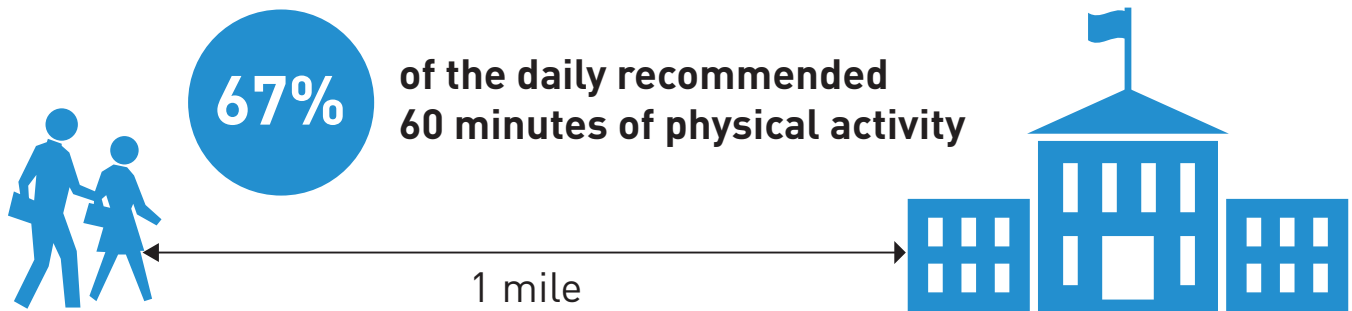 67%
of the daily recommended
60 minutes of physical activity
1 mile